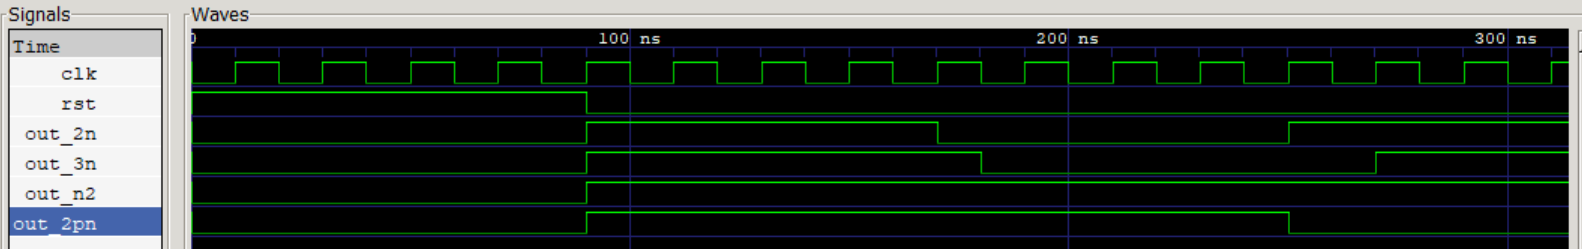 Signals
Waves
Time
0 100 ns 200 ns 300 ns
clk
rst
out_2n
out_3n
out_n2
out_2pn